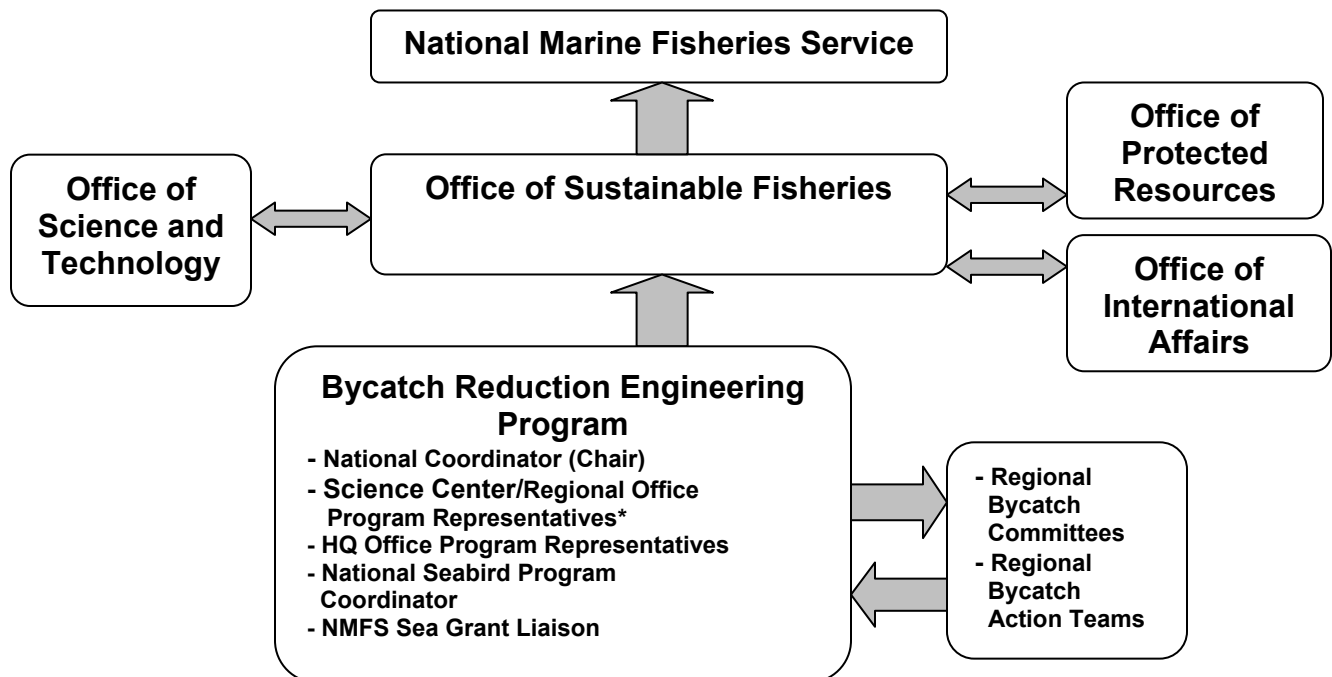 National Marine Fisheries Service
Office of
Protected
Resources
Office of
Science and
Technology
Office of Sustainable Fisheries
Office of
International
Affairs
Bycatch Reduction Engineering
Program
- National Coordinator (Chair)
- Science Center/Regional Office
Program Representatives*
- HQ Office Program Representatives
- National Seabird Program
Coordinator
- NMFS Sea Grant Liaison
- Regional
Bycatch
Committees
- Regional
Bycatch
Action Teams